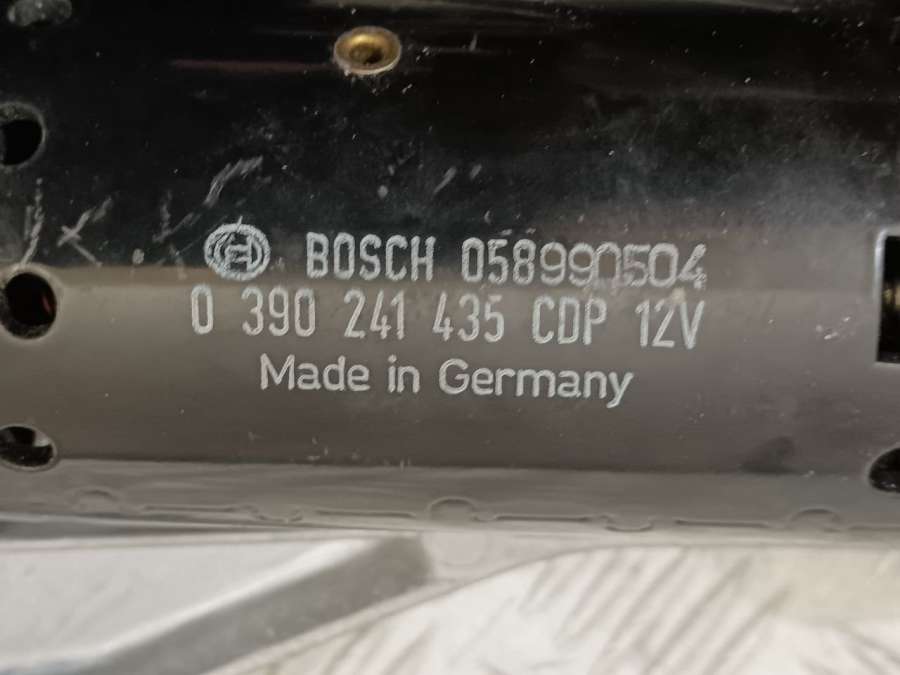 BOSCH 058990504
0 390 241 435 CDP 12V
Made in Germany